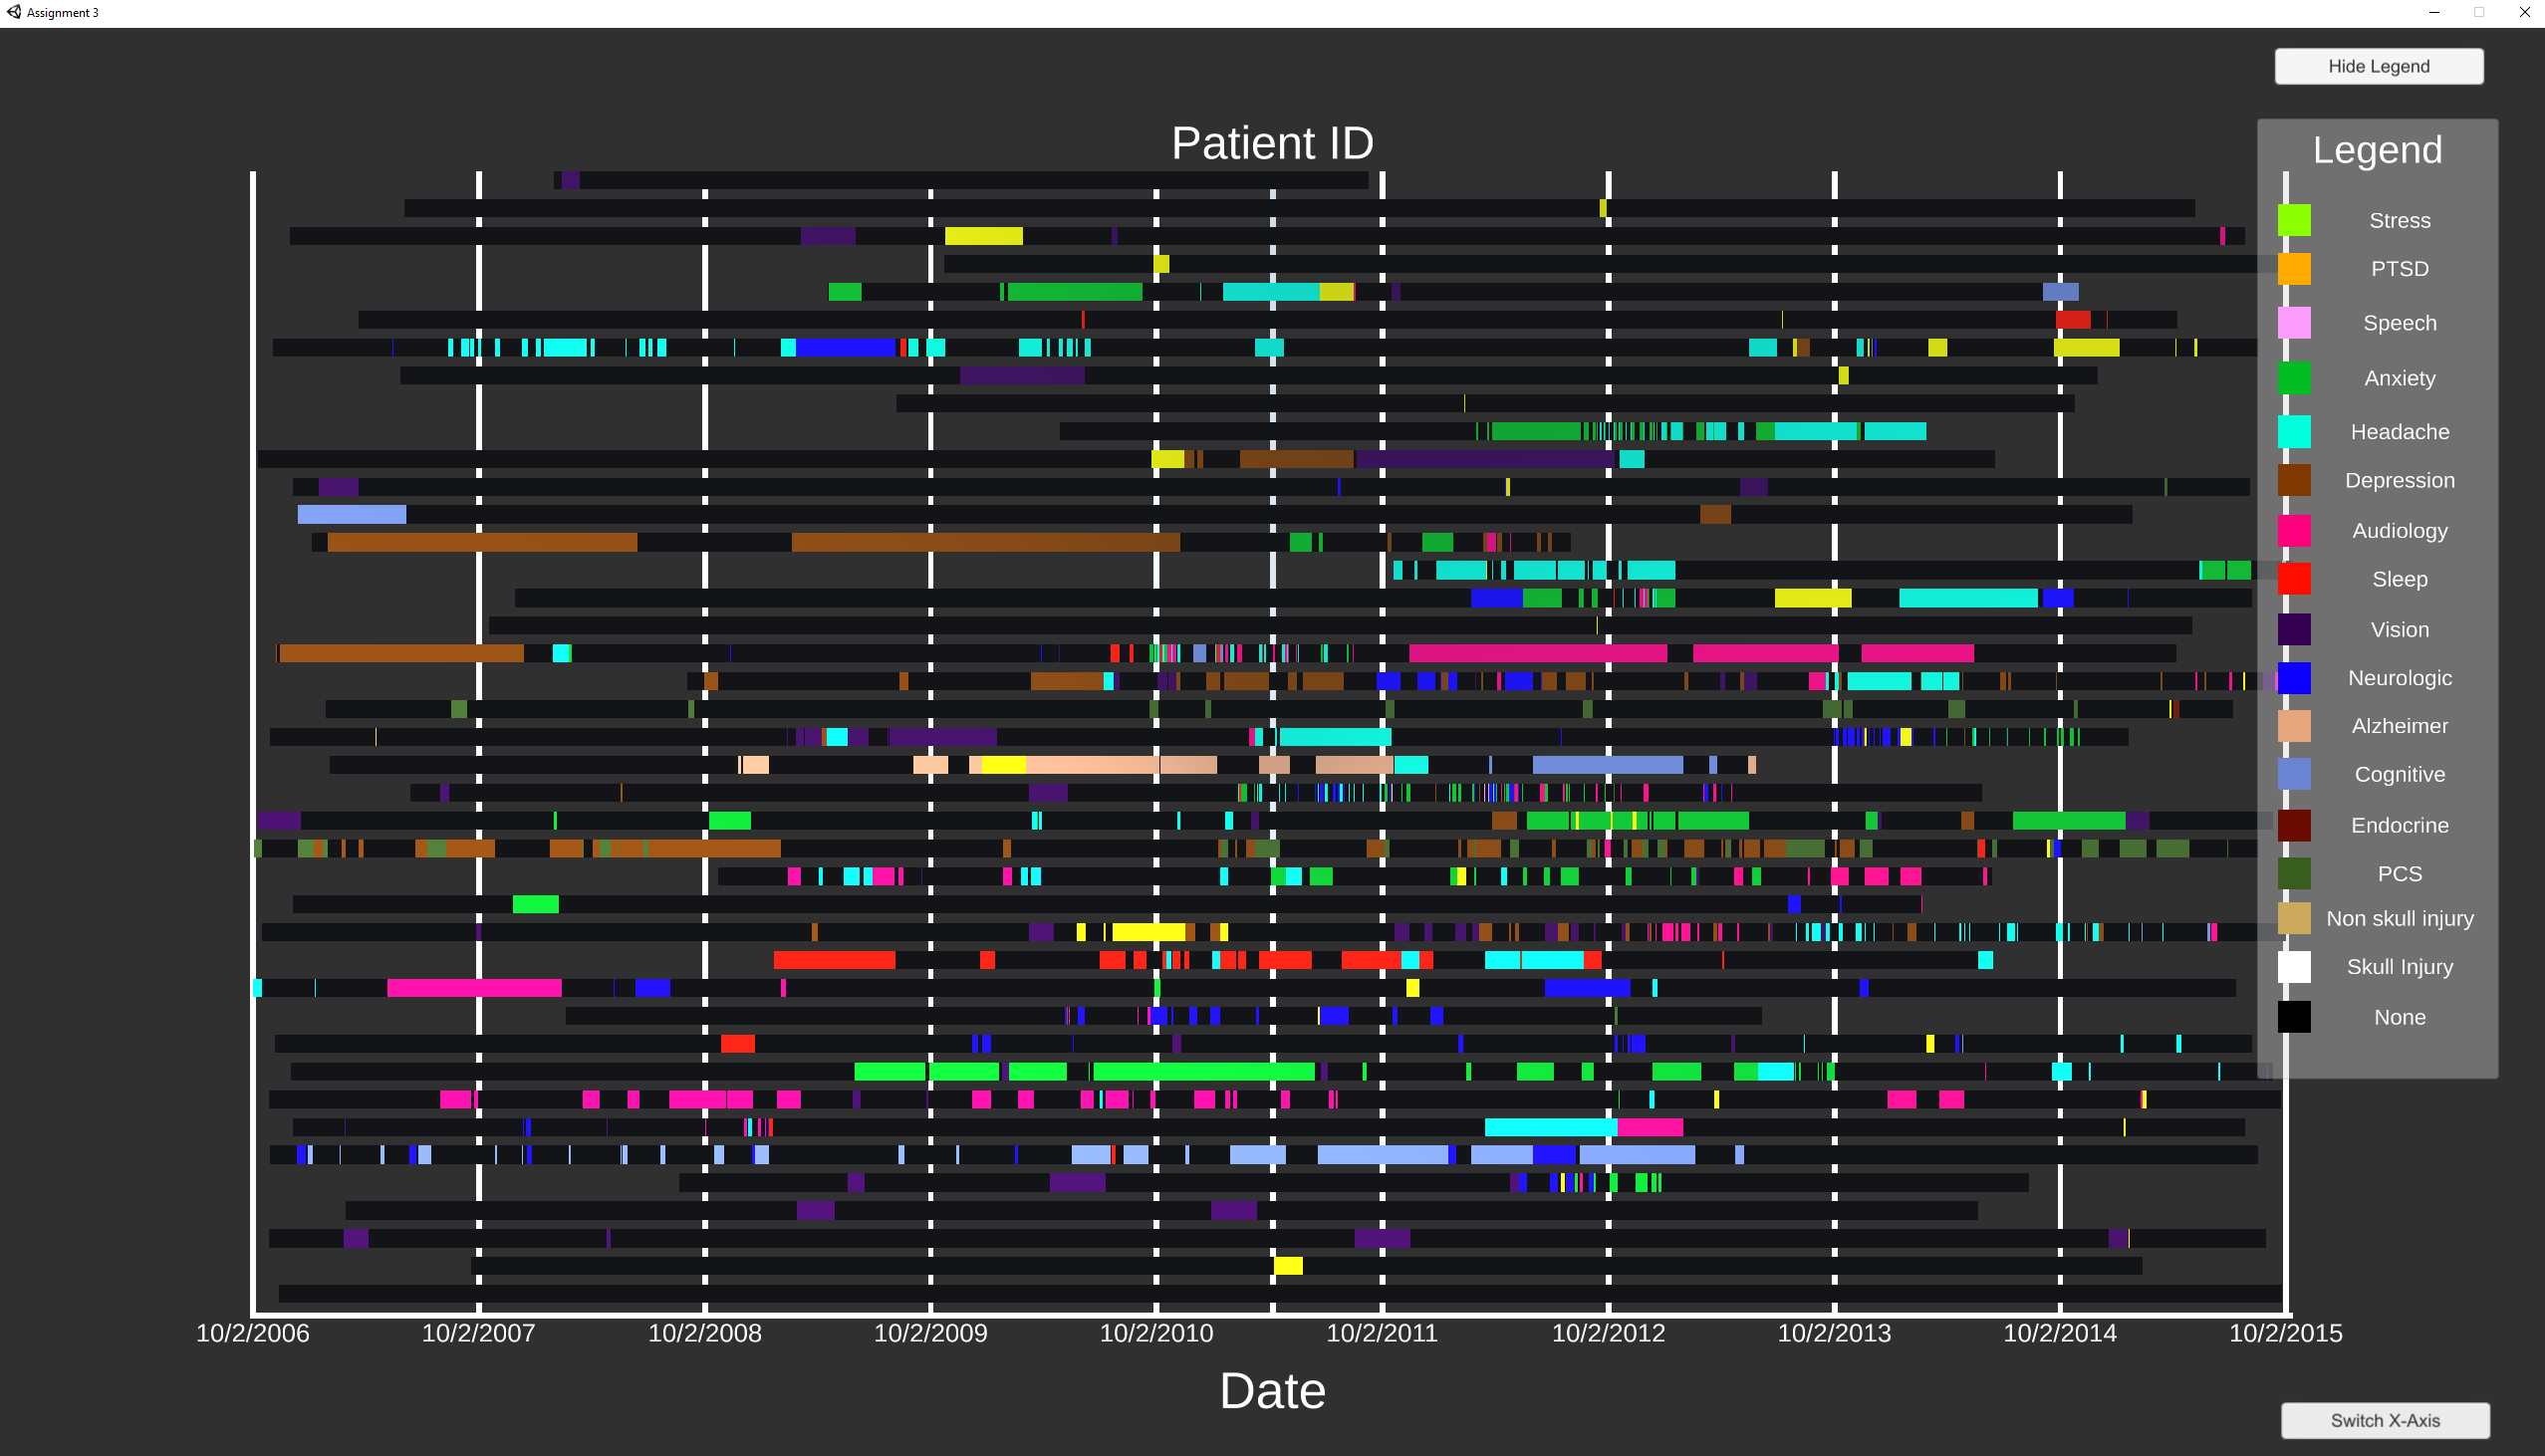 Assignment 3
Hide Legend
Patient ID
Legend
Stress
PTSD
Speech
Anxiety
Headache
Depression
Audiology
Sleep
Vision
Neurologic
Alzheimer
Cognitive
Endocrine
PCS
Non skull injury
Skull Injury
None
10/2/2006 10/2/2007 10/2/2008 10/2/2009 10/2/2010 10/2/2011 10/2/2012 10/2/2013 10/2/2014 10/2/2015
Date
Switch X-Axis